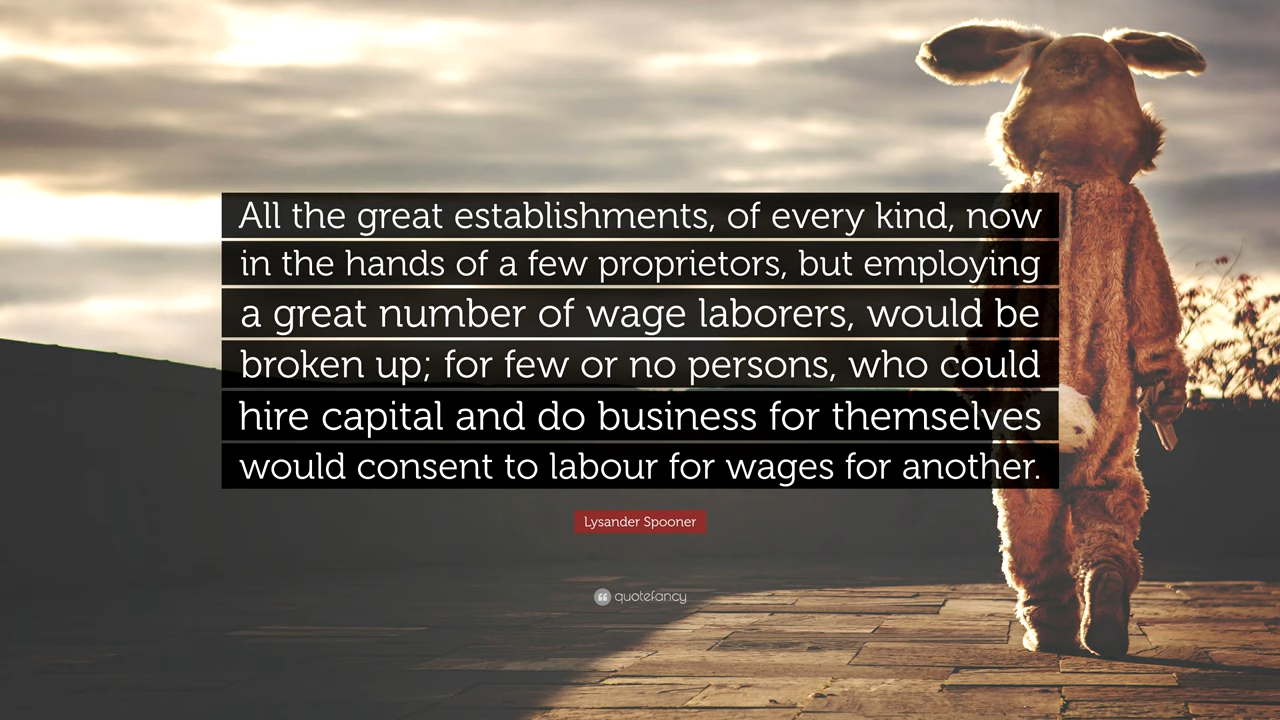 All the great establishments, of every kind, now
in the hands of a few proprietors, but employing
a great number of wage laborers, would be
broken up; for few or no persons, who could
hire capital and do business for themselves
would consent to labour for wages for another.
Lysander Spooner
quotefancy